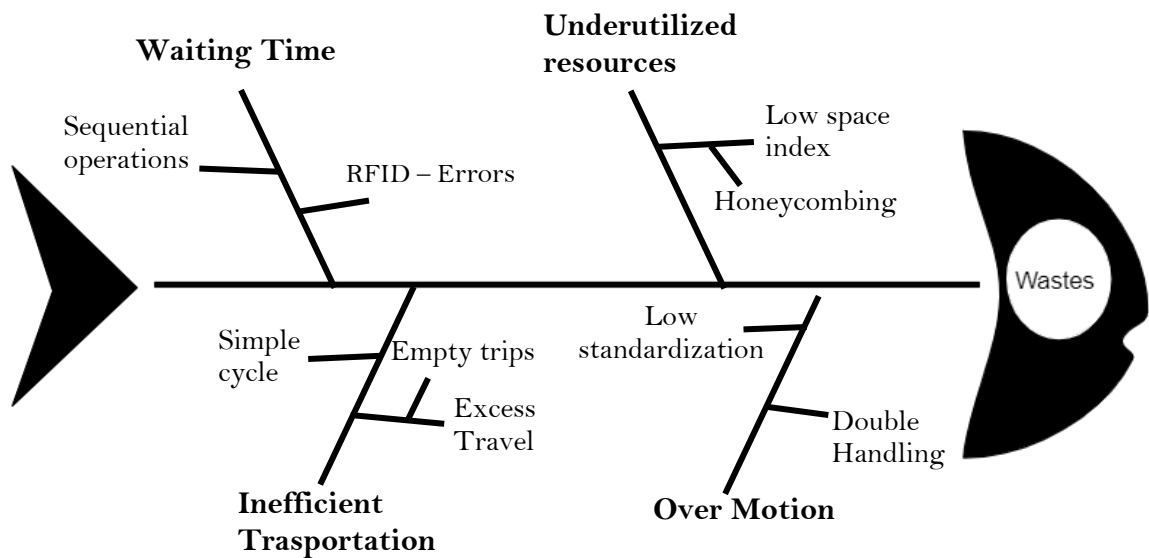 Waiting Time
Underutilized
resources
Sequential
operations
RFID – Errors
Low space
index
Honeycombing
Wastes
Simple
cycle
Empty trips
Excess
Travel
Low
standardization
Double
Handling
Inefficient
Trasportation
Over Motion